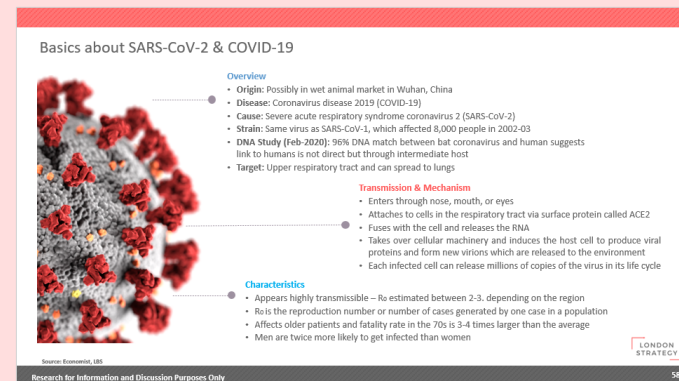 Basics about SARS-CoV-2 & COVID-19
Overview
• Origin: Possibly in wet animal market in Wuhan, China
• Disease: Coronavirus disease 2019 (COVID-19)
• Cause: Severe acute respiratory syndrome coronavirus 2 (SARS-CoV-2)
• Strain: Same virus as SARS-CoV-1, which affected 8,000 people in 2002-03
• DNA Study (Feb-2020): 96% DNA match between bat coronavirus and human suggests
link to humans is not direct but through intermediate host
• Target: Upper respiratory tract and can spread to lungs
Transmission & Mechanism
• Enters through nose, mouth, or eyes
• Attaches to cells in the respiratory tract via surface protein called ACE2
• Fuses with the cell and releases the RNA
• Takes over cellular machinery and induces the host cell to produce viral
proteins and form new virions which are released to the environment
• Each infected cell can release millions of copies of the virus in its life cycle
Characteristics
• Appears highly transmissible – R₀ estimated between 2-3. depending on the region
• R₀ is the reproduction number or number of cases generated by one case in a population
• Affects older patients and fatality rate in the 70s is 3-4 times larger than the average
• Men are twice more likely to get infected than women
LONDON
STRATEGY
Source: Economist, LBS
Research for Information and Discussion Purposes Only
58